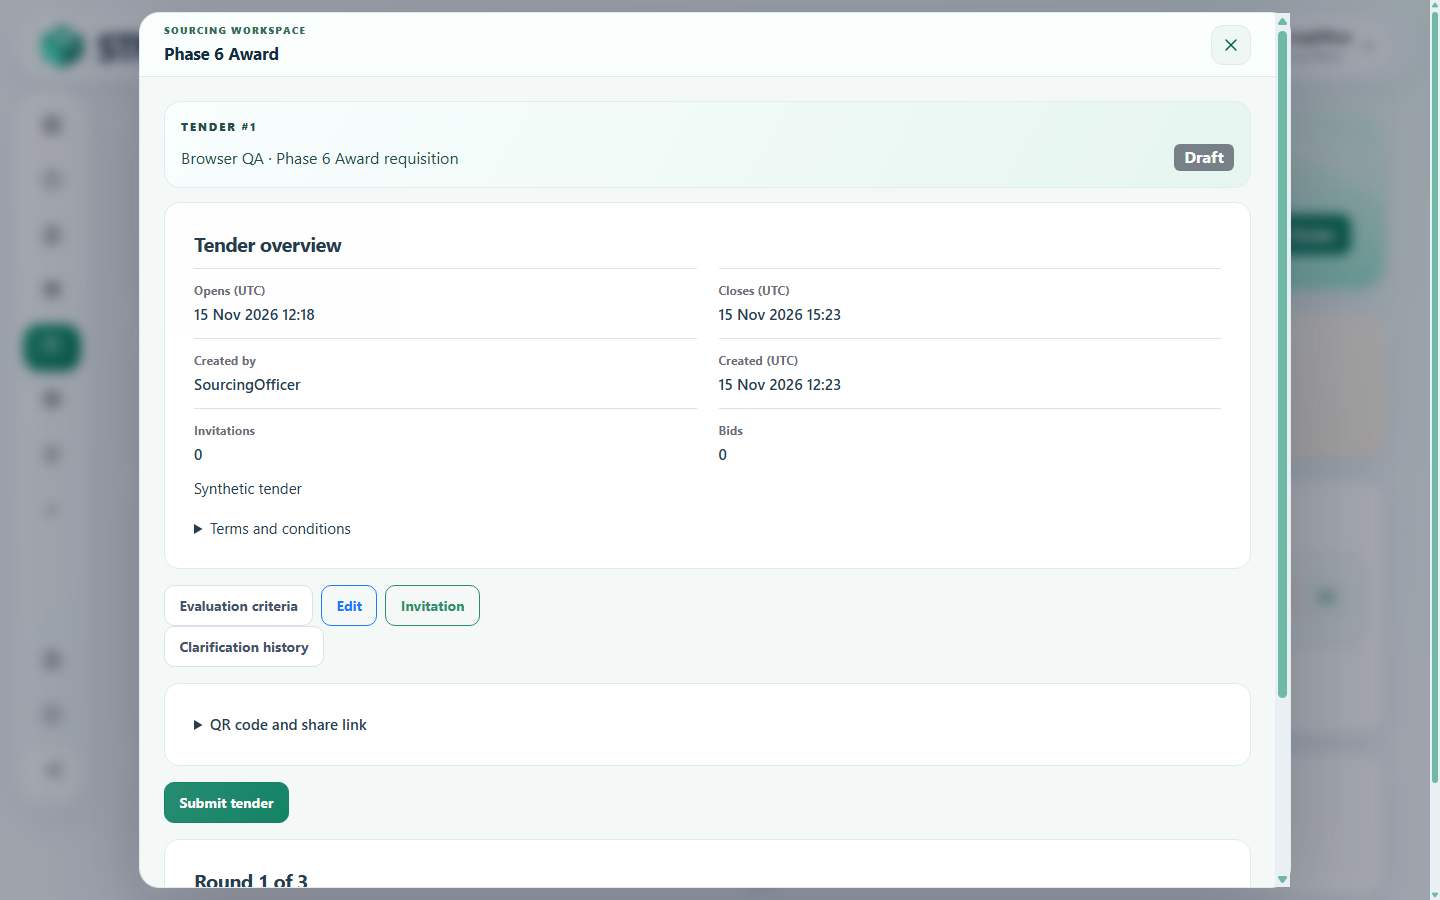 SOURCING WORKSPACE
Phase 6 Award
TENDER #1
Browser QA · Phase 6 Award requisition
Draft
Tender overview
Opens (UTC)
15 Nov 2026 12:18
Closes (UTC)
15 Nov 2026 15:23
Created by
SourcingOfficer
Created (UTC)
15 Nov 2026 12:23
Invitations
0
Bids
0
Synthetic tender
Terms and conditions
Evaluation criteria
Edit
Invitation
Clarification history
QR code and share link
Submit tender
Round 1 of 3